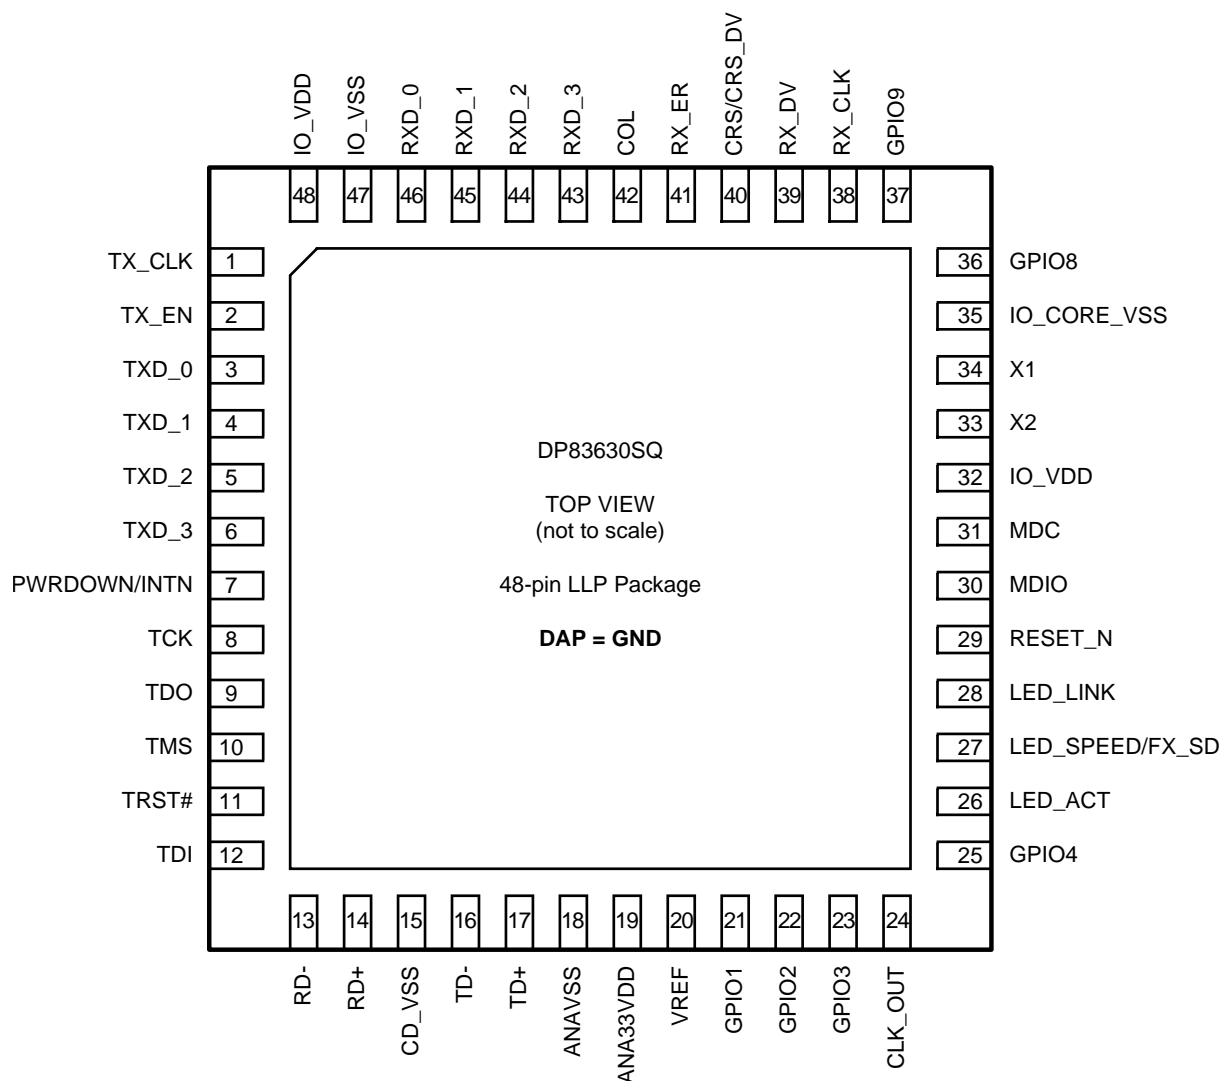 IO_VDD
IO_VSS
RXD_0
RXD_1
RXD_2
RXD_3
COL
RX_ER
CRS/CRS_DV
RX_DV
RX_CLK
GPIO9
48
47
46
45
44
43
42
41
40
39
38
37
TX_CLK 1
TX_EN 2
TXD_0 3
TXD_1 4
TXD_2 5
TXD_3 6
PWRDOWN/INTN 7
TCK 8
TDO 9
TMS 10
TRST# 11
TDI 12
DP83630SQ
TOP VIEW
(not to scale)
48-pin LLP Package
DAP = GND
36 GPIO8
35 IO_CORE_VSS
34 X1
33 X2
32 IO_VDD
31 MDC
30 MDIO
29 RESET_N
28 LED_LINK
27 LED_SPEED/FX_SD
26 LED_ACT
25 GPIO4
13
14
15
16
17
18
19
20
21
22
23
24
RD-
RD+
CD_VSS
TD-
TD+
ANAVSS
ANA33VDD
VREF
GPIO1
GPIO2
GPIO3
CLK_OUT